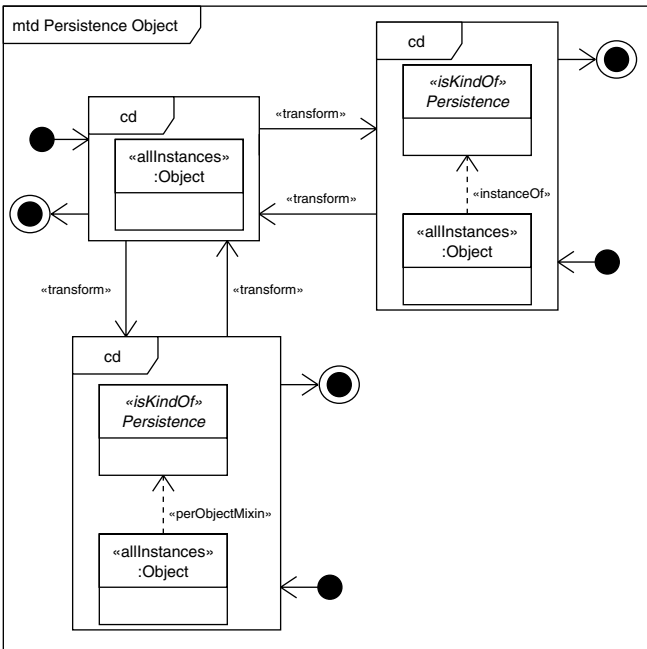 mtd Persistence Object
cd
«isKindOf»
Persistence
«instanceOf»
«allInstances»
:Object
cd
«allInstances»
:Object
«transform»
«transform»
«transform»
«transform»
cd
«isKindOf»
Persistence
«perObjectMixin»
«allInstances»
:Object